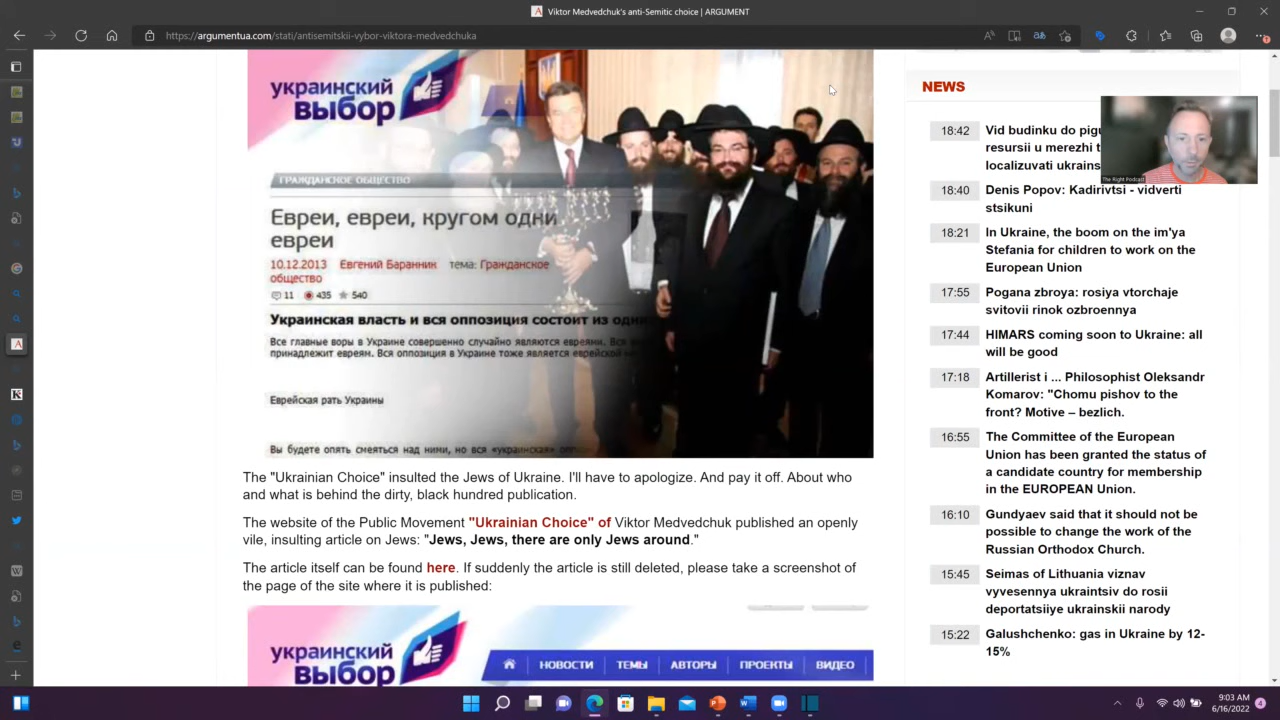 Viktor Medvedchuk's anti-Semitic choice | ARGUMENT
https://argumentua.com/stati/antisemitskii-vybor-viktora-medvedchuka
украинский
выбор
ГРАЖДАНСКОЕ ОБЩЕСТВО
Евреи, евреи, кругом одни
евреи
10.12.2013 Евгений Баранник тема: Гражданское
общество
11 435 540
Украинская власть и вся оппозиция состоит из одни
Все главные воры в Украине совершенно случайно являются евреями. Вся
принадлежит евреям. Вся оппозиция в Украине тоже является еврейской
Еврейская рать Украины
Вы будете опять смеяться над ними, но вся «украинская»
The "Ukrainian Choice" insulted the Jews of Ukraine. I'll have to apologize. And pay it off. About who
and what is behind the dirty, black hundred publication.
The website of the Public Movement "Ukrainian Choice" of Viktor Medvedchuk published an openly
vile, insulting article on Jews: "Jews, Jews, there are only Jews around."
The article itself can be found here. If suddenly the article is still deleted, please take a screenshot of
the page of the site where it is published:
украинский
выбор
НОВОСТИ ТЕМЫ АВТОРЫ ПРОЕКТЫ ВИДЕО
NEWS
18:42 Vid budinku do pigu
resursii u merezhi t
localizuvati ukrains
The Right Podcast
18:40 Denis Popov: Kadirivtsi - vidverti
stsikuni
18:21 In Ukraine, the boom on the im'ya
Stefania for children to work on the
European Union
17:55 Pogana zbroya: rosiya vtorchaje
svitovii rinok ozbroennya
17:44 HIMARS coming soon to Ukraine: all
will be good
17:18 Artillerist i ... Philosophist Oleksandr
Komarov: "Chomu pishov to the
front? Motive – bezlich.
16:55 The Committee of the European
Union has been granted the status of
a candidate country for membership
in the EUROPEAN Union.
16:10 Gundyaev said that it should not be
possible to change the work of the
Russian Orthodox Church.
15:45 Seimas of Lithuania viznav
vyvesennya ukraintsiv do rosii
deportatsiiye ukrainskii narody
15:22 Galushchenko: gas in Ukraine by 12-
15%
9:03 AM
6/16/2022
4